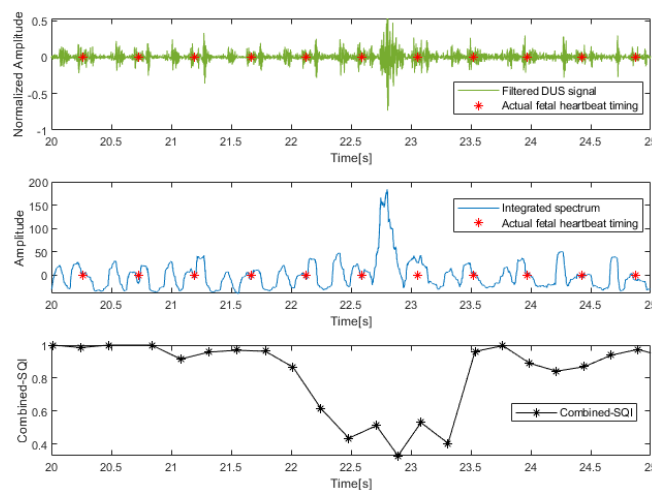 0.5
0
-0.5
-1
Normalized Amplitude
Filtered DUS signal
Actual fetal heartbeat timing
20 20.5 21 21.5 22 22.5 23 23.5 24 24.5 25
Time[s]
200
150
100
50
0
Amplitude
Integrated spectrum
Actual fetal heartbeat timing
20 20.5 21 21.5 22 22.5 23 23.5 24 24.5 25
Time[s]
1
0.8
0.6
0.4
Combined-SQI
Combined-SQI
20 20.5 21 21.5 22 22.5 23 23.5 24 24.5 25
Time[s]